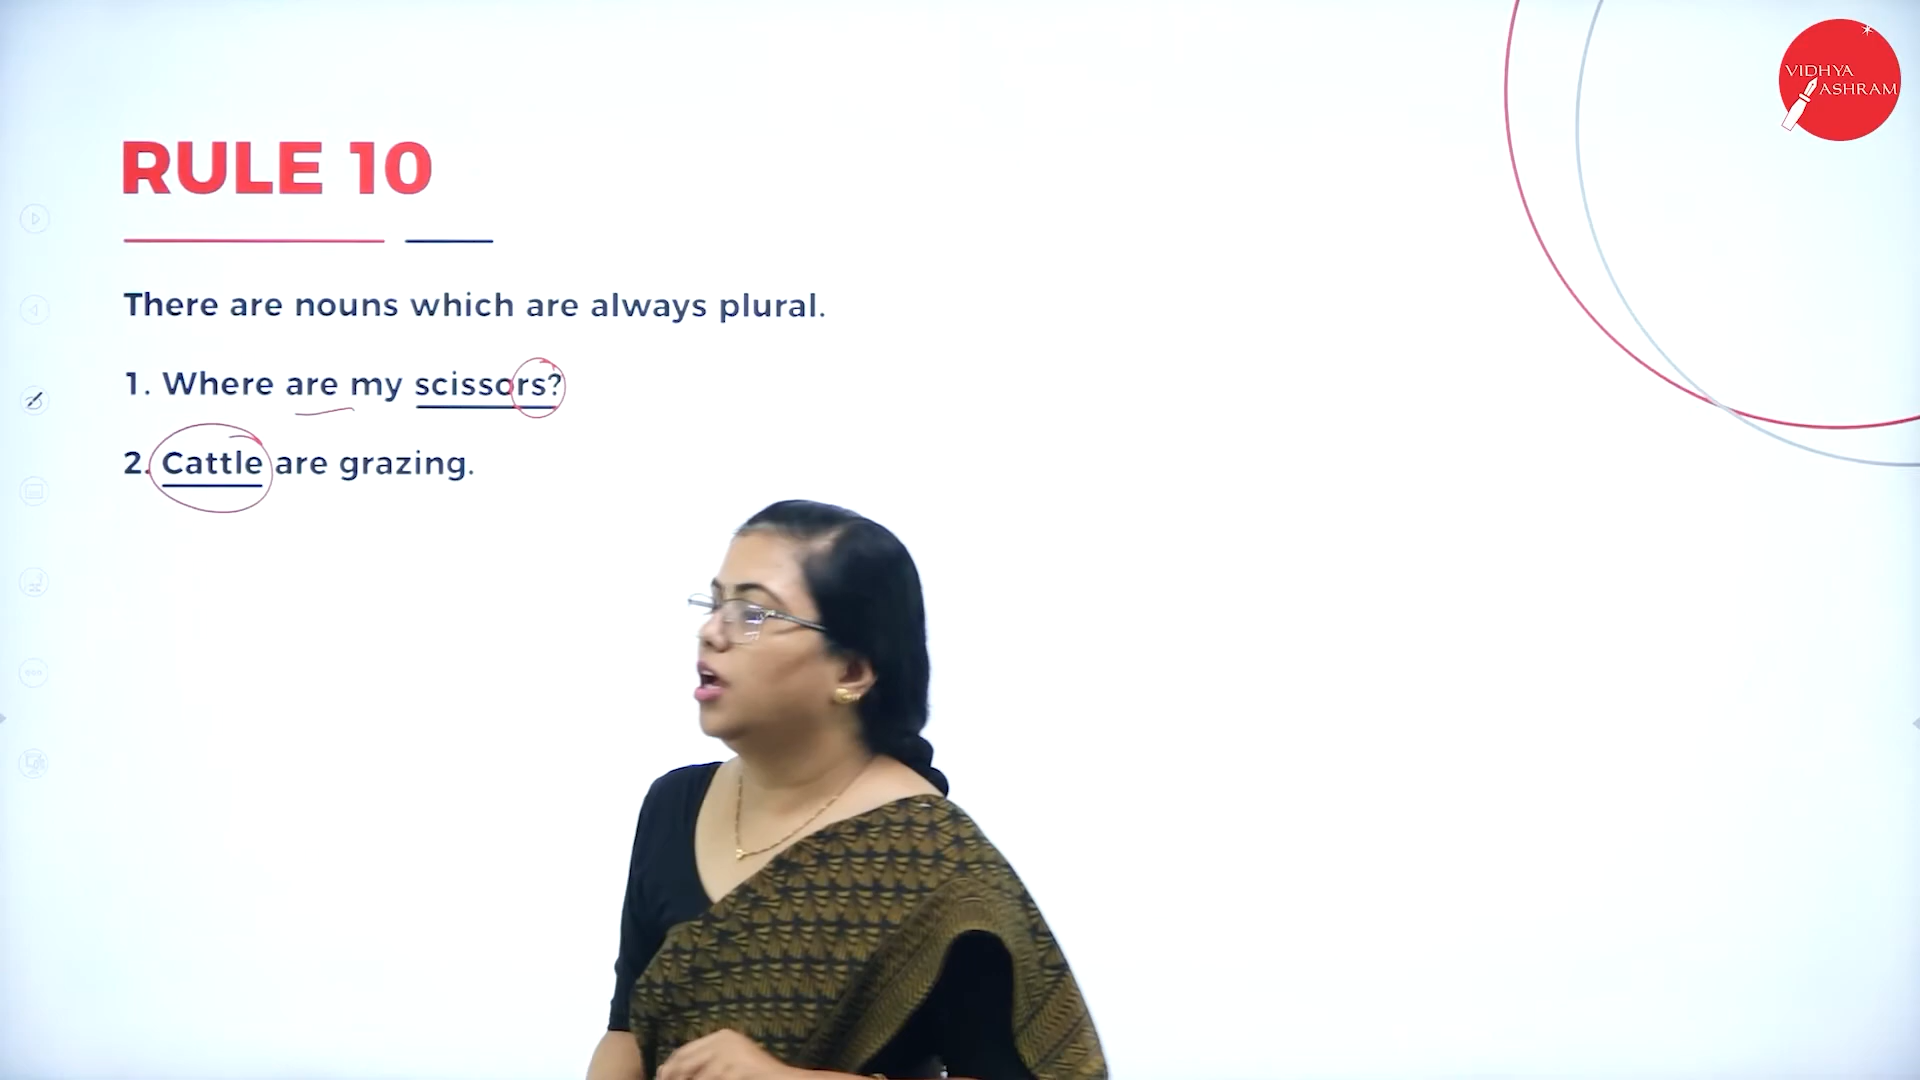 VIDHYA
ASHRAM
RULE 10
There are nouns which are always plural.
1. Where are my scissors?
2. Cattle are grazing.